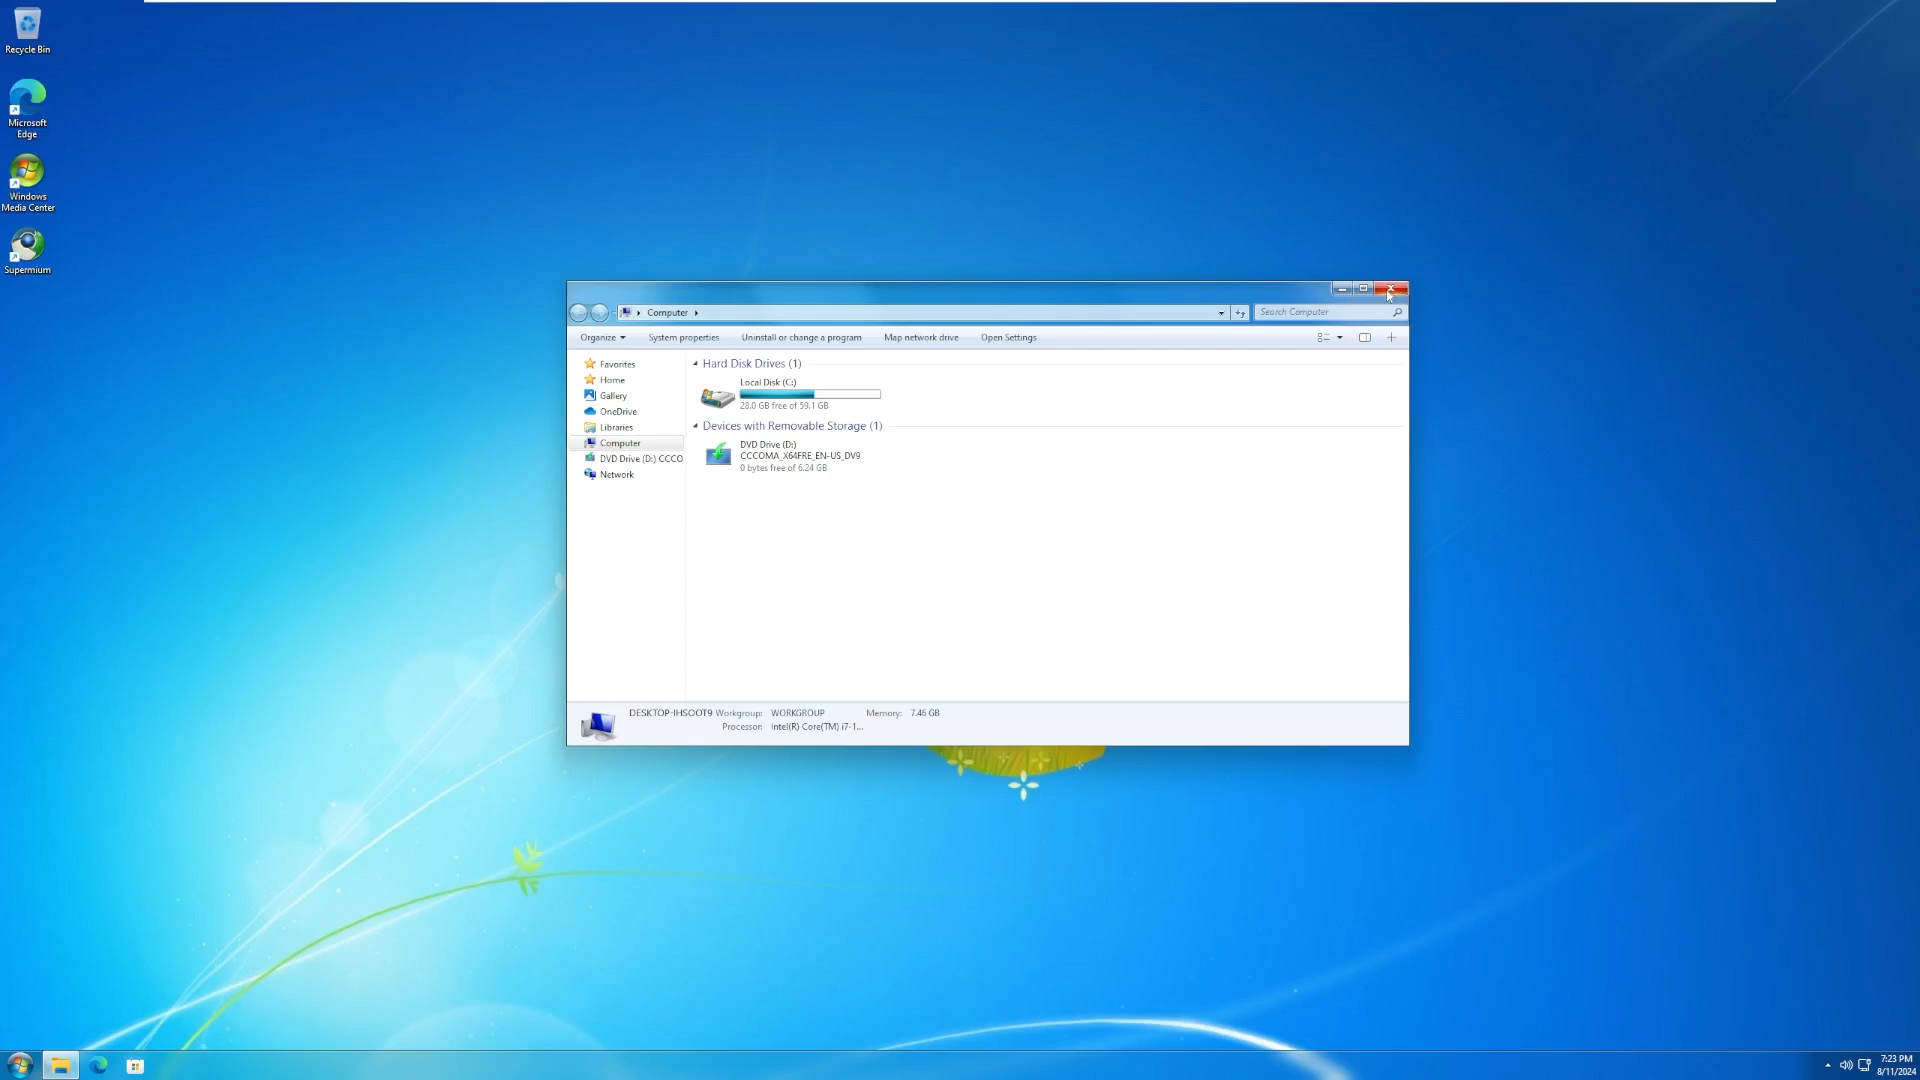 Recycle Bin
Microsoft
Edge
Windows
Media Center
Supermium
Computer
Search Computer
Organize
System properties
Uninstall or change a program
Map network drive
Open Settings
Favorites
Home
Gallery
OneDrive
Libraries
Computer
DVD Drive (D:) CCCO
Network
Hard Disk Drives (1)
Local Disk (C:)
28.0 GB free of 59.1 GB
Devices with Removable Storage (1)
DVD Drive (D:)
CCCOMA_X64FRE_EN-US_DV9
0 bytes free of 6.24 GB
DESKTOP-IHSOOT9 Workgroup: WORKGROUP Memory: 7.46 GB
Processor: Intel(R) Core(TM) i7-1...
7:23 PM
8/11/2024